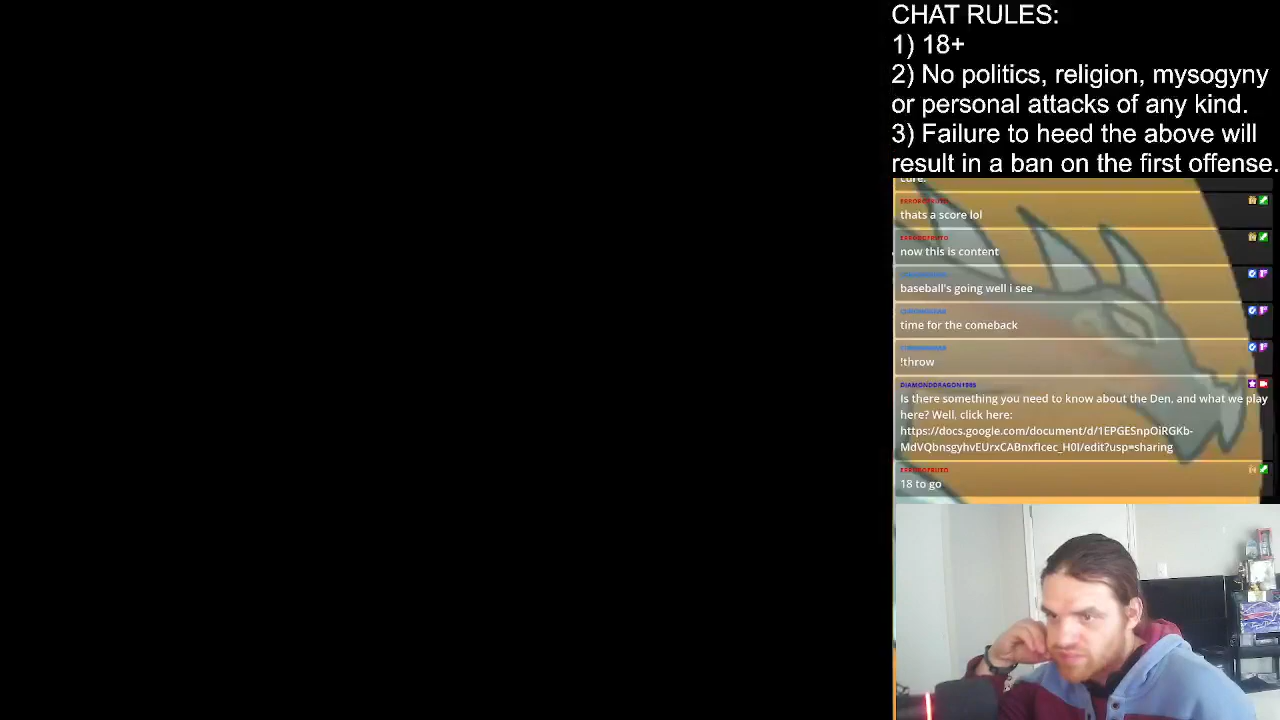 CHAT RULES:
1) 18+
2) No politics, religion, mysogyny
or personal attacks of any kind.
3) Failure to heed the above will
result in a ban on the first offense.
cure.
thats a score lol
now this is content
baseball's going well i see
time for the comeback
!throw
DIAMONDDRAGON1985
Is there something you need to know about the Den, and what we play
here? Well, click here:
https://docs.google.com/document/d/1EPGESnpOiRGKb-
MdVQbnsgyhvEUrxCABnxfIcec_H0I/edit?usp=sharing
18 to go